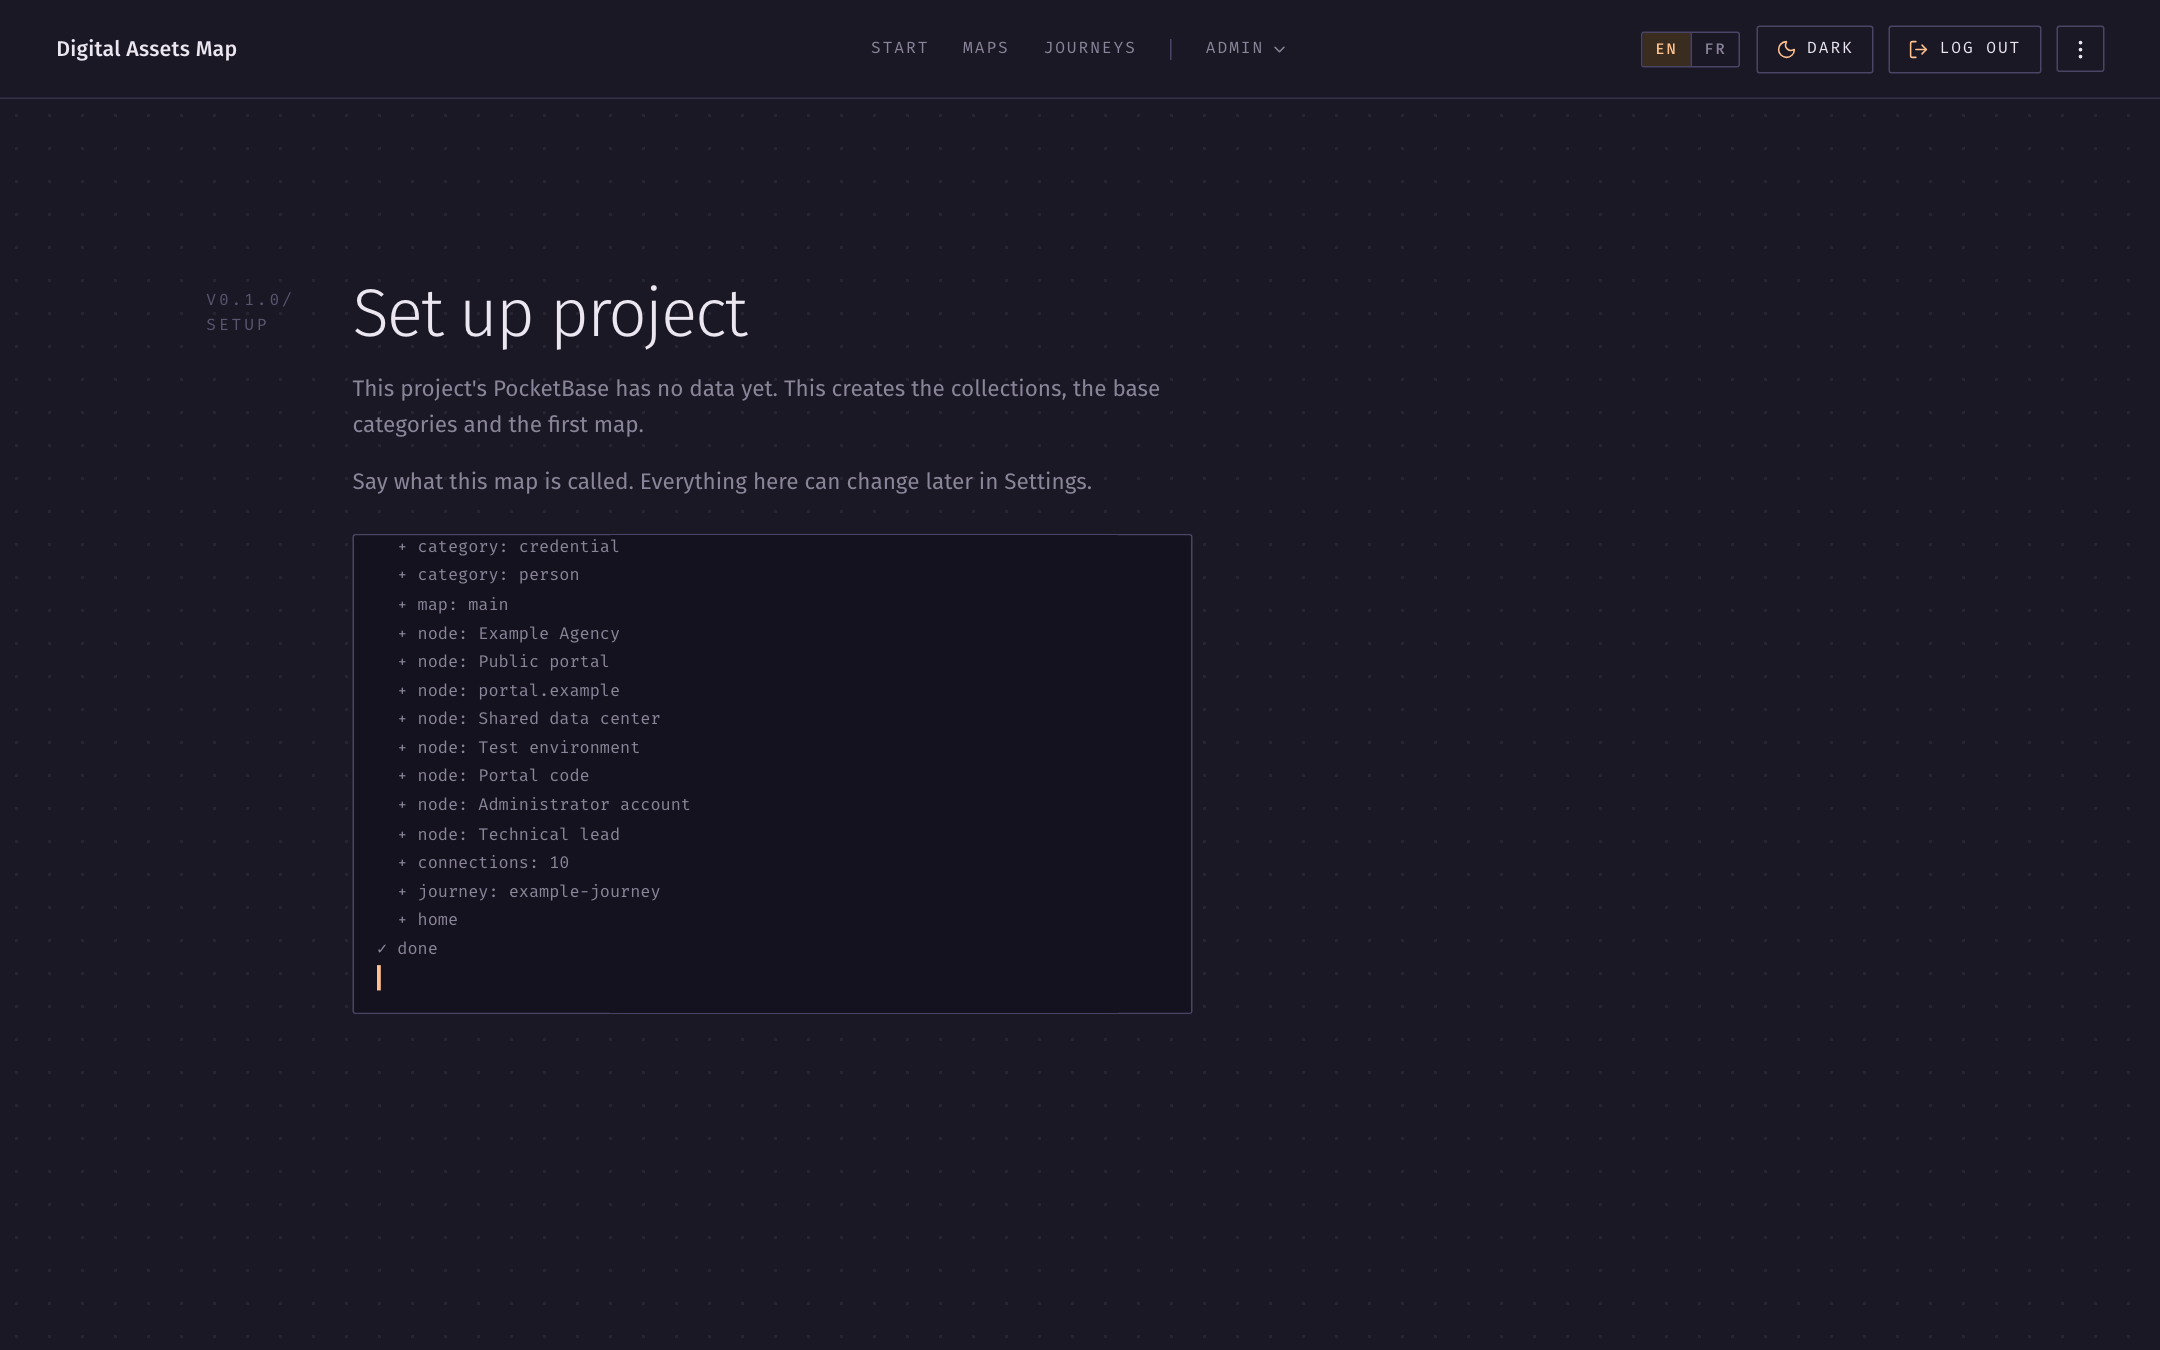 Digital Assets Map
START MAPS JOURNEYS | ADMIN
EN FR DARK LOG OUT
V0.1.0/
SETUP
Set up project
This project's PocketBase has no data yet. This creates the collections, the base
categories and the first map.
Say what this map is called. Everything here can change later in Settings.
+ category: credential
+ category: person
+ map: main
+ node: Example Agency
+ node: Public portal
+ node: portal.example
+ node: Shared data center
+ node: Test environment
+ node: Portal code
+ node: Administrator account
+ node: Technical lead
+ connections: 10
+ journey: example-journey
+ home
✓ done